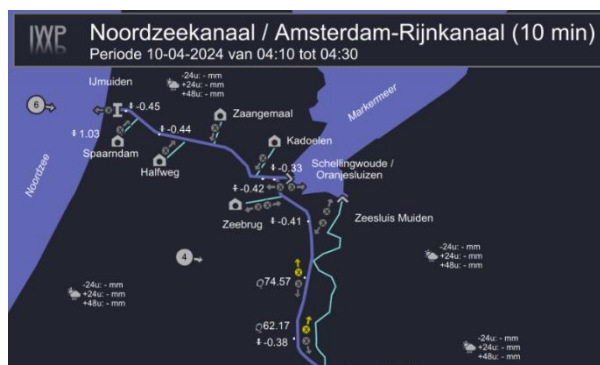 IWP
Noordzeekanaal / Amsterdam-Rijnkanaal (10 min)
Periode 10-04-2024 van 04:10 tot 04:30
IJmuiden
-24u: - mm
+24u: - mm
+48u: - mm
6
-0.45
Zaangemaal
Markermeer
1.03
-0.44
Kadoelen
Spaarndam
Halfweg
-0.33
Schellingwoude /
Oranjesluizen
Noordzee
-0.42
Zeebrug
-0.41
Zeesluis Muiden
4
-24u: - mm
+24u: - mm
+48u: - mm
Q74.57
-24u: - mm
+24u: - mm
+48u: - mm
Q62.17
-0.38
-24u: - mm
+24u: - mm
+48u: - mm